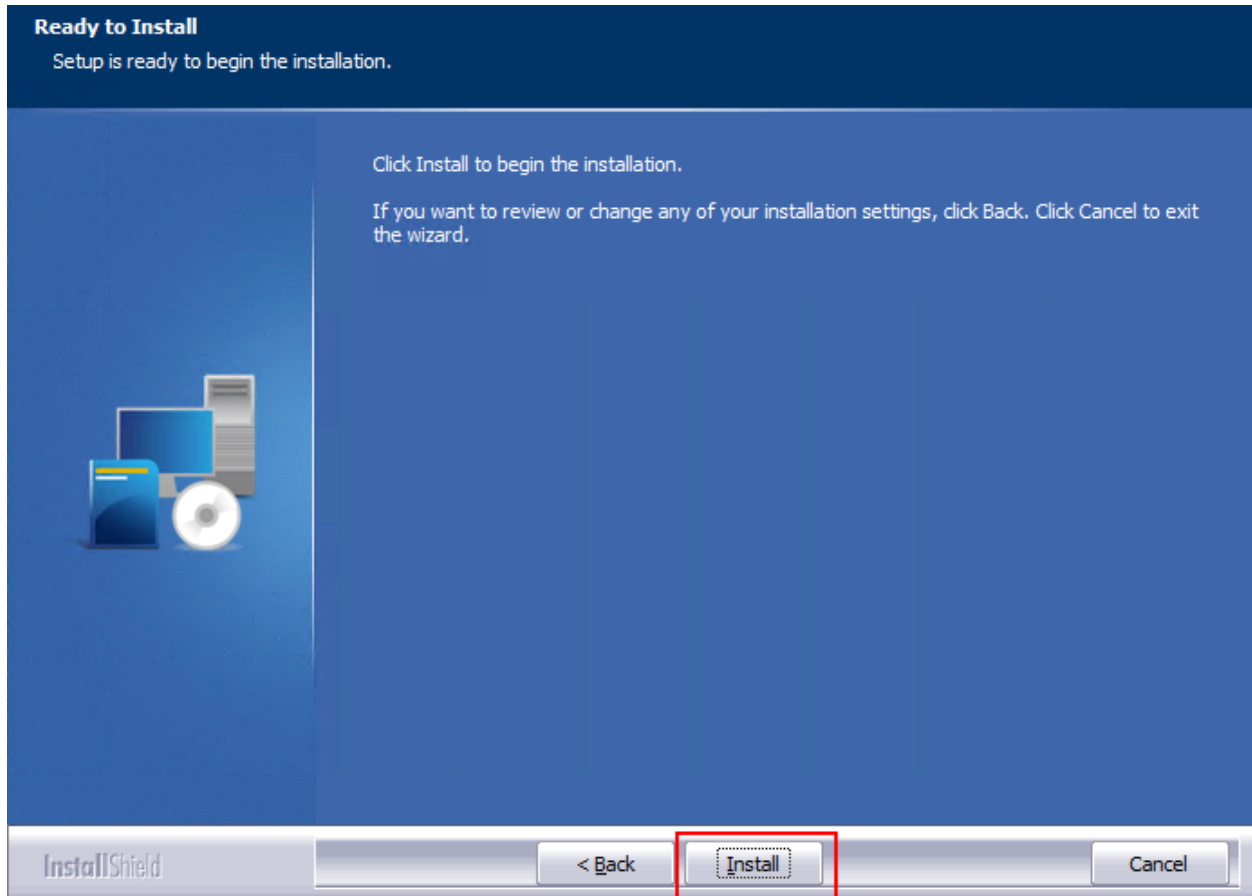 Ready to Install
Setup is ready to begin the installation.
Click Install to begin the installation.
If you want to review or change any of your installation settings, click Back. Click Cancel to exit
the wizard.
InstallShield
< Back
Install
Cancel